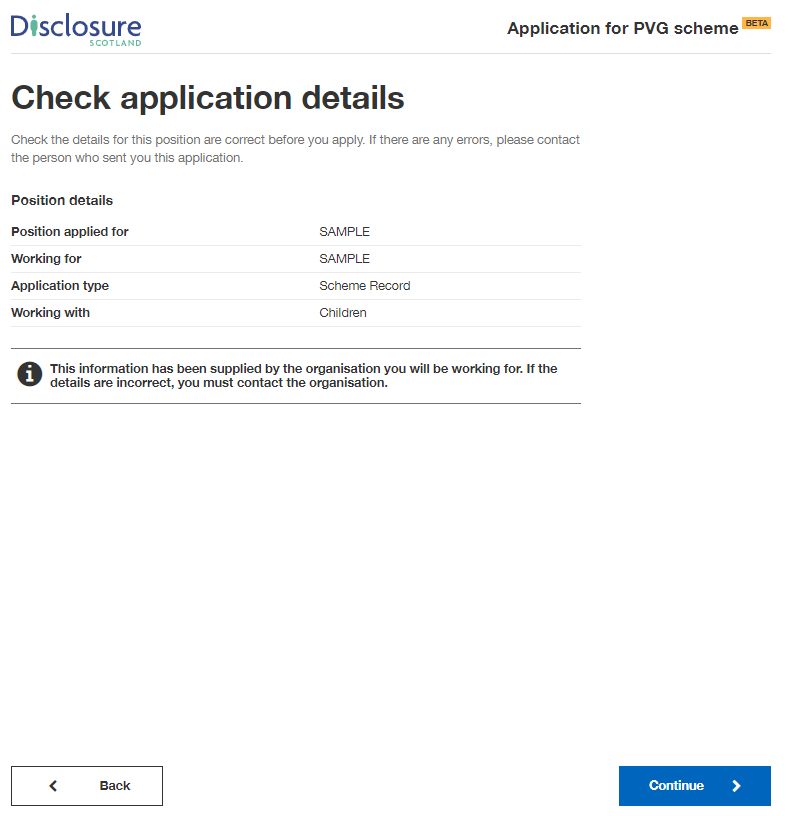 Disclosure
SCOTLAND
Application for PVG scheme BETA
Check application details
Check the details for this position are correct before you apply. If there are any errors, please contact
the person who sent you this application.
Position details
Position applied for SAMPLE
Working for SAMPLE
Application type Scheme Record
Working with Children
This information has been supplied by the organisation you will be working for. If the
details are incorrect, you must contact the organisation.
Back
Continue